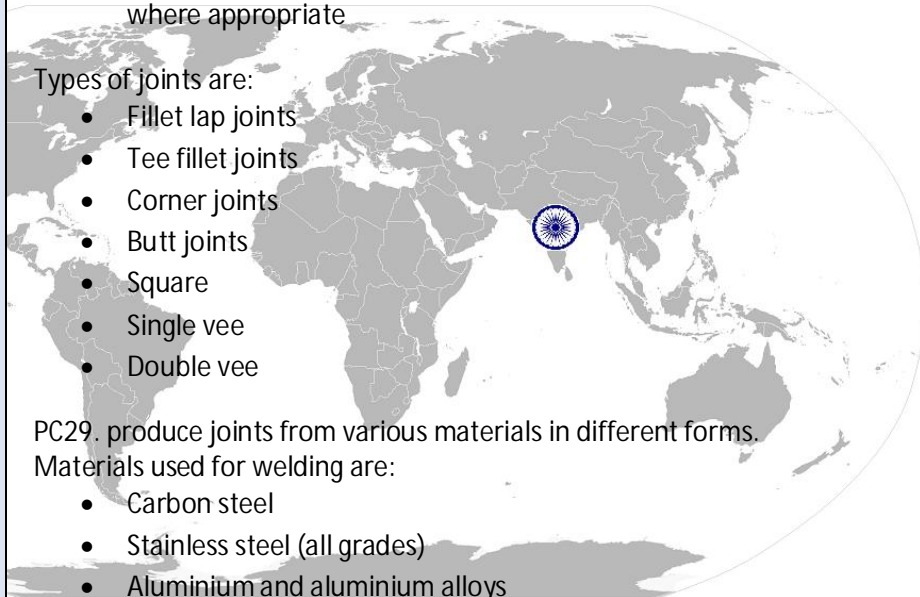 where appropriate
Types of joints are:
• Fillet lap joints
• Tee fillet joints
• Corner joints
• Butt joints
• Square
• Single vee
• Double vee
PC29. produce joints from various materials in different forms.
Materials used for welding are:
• Carbon steel
• Stainless steel (all grades)
• Aluminium and aluminium alloys